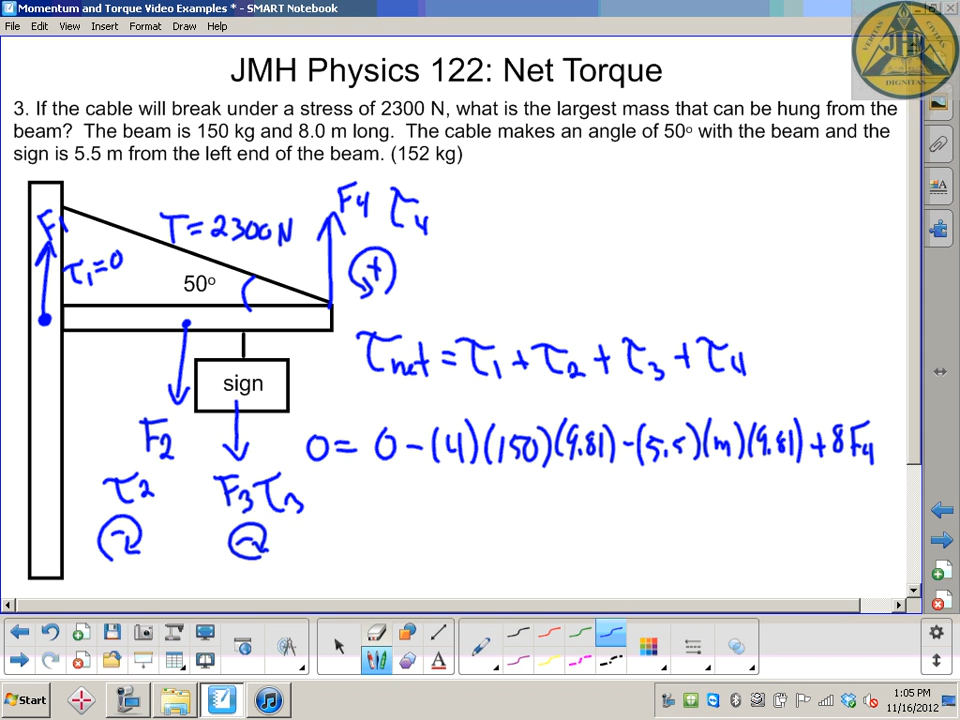 Momentum and Torque Video Examples * - SMART Notebook
File Edit View Insert Format Draw Help
VERITAS CIVITAS
JMH
DIGNITAS
JMH Physics 122: Net Torque
3. If the cable will break under a stress of 2300 N, what is the largest mass that can be hung from the
beam? The beam is 150 kg and 8.0 m long. The cable makes an angle of 50° with the beam and the
sign is 5.5 m from the left end of the beam. (152 kg)
F1
T = 2300 N
F4 τ4
τ1=0
50°
+
τnet = τ1 + τ2 + τ3 + τ4
sign
F2
0 = 0 - (4)(150)(9.81) - (5.5)(m)(9.81) + 8F4
τ2
F3 τ3
A
Start
1:05 PM
11/16/2012